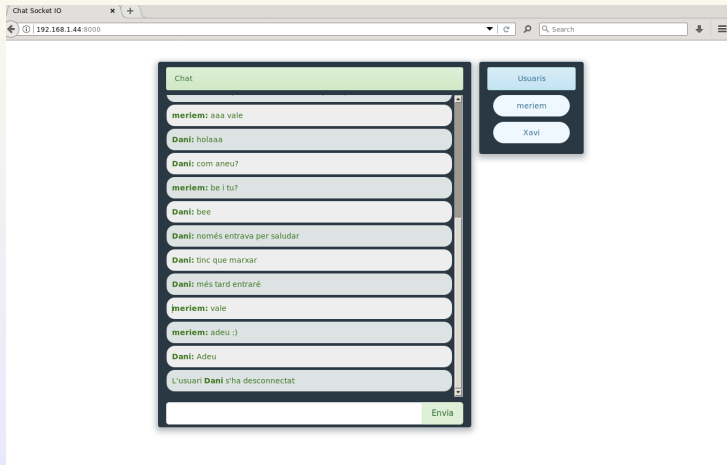 Chat Socket IO
192.168.1.44:8000
Search
Chat
Usuaris
meriem
Xavi
meriem: aaa vale
Dani: holaaa
Dani: com aneu?
meriem: be i tu?
Dani: bee
Dani: només entrava per saludar
Dani: tinc que marxar
Dani: més tard entraré
meriem: vale
meriem: adeu :)
Dani: Adeu
L'usuari Dani s'ha desconnectat
Envia